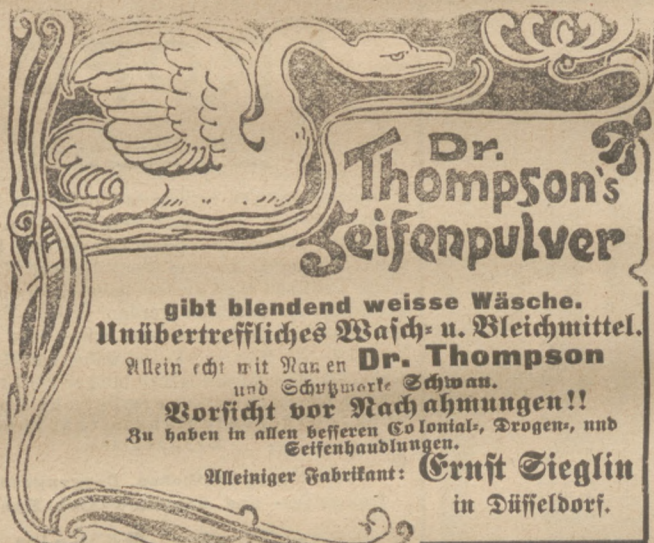 Dr.
Thompson's
Seifenpulver
gibt blendend weisse Wäsche.
Unübertreffliches Wasch- u. Bleichmittel.
Allein echt mit Namen Dr. Thompson
und Schutzmarke Schwan.
Vorsicht vor Nachahmungen!!
Zu haben in allen besseren Colonial-, Drogen-, und
Seifenhandlungen.
Alleiniger Fabrikant: Ernst Sieglin
in Düsseldorf.